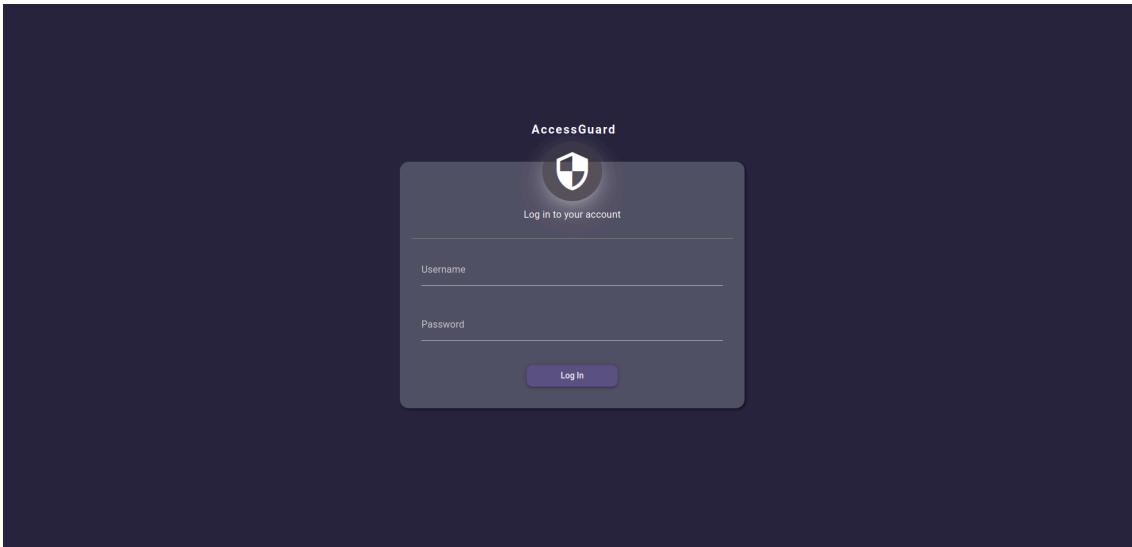 AccessGuard
Log in to your account
Username
Password
Log In